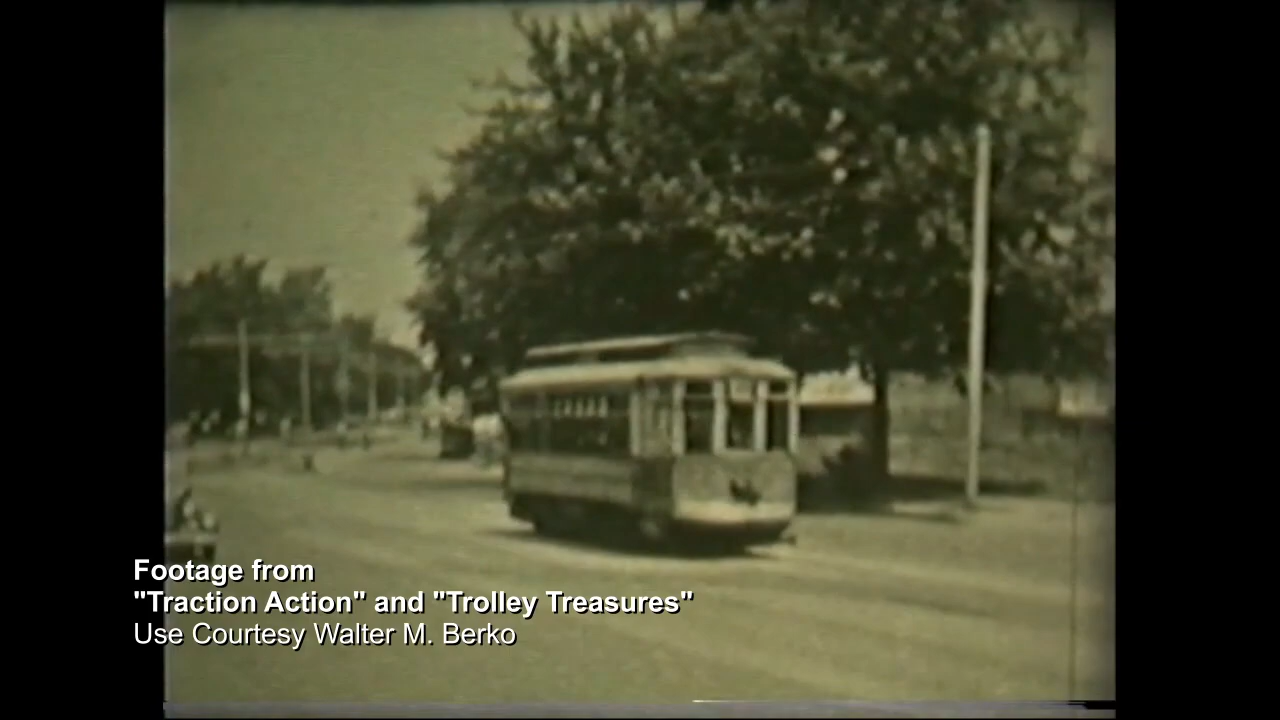 Footage from
"Traction Action" and "Trolley Treasures"
Use Courtesy Walter M. Berko